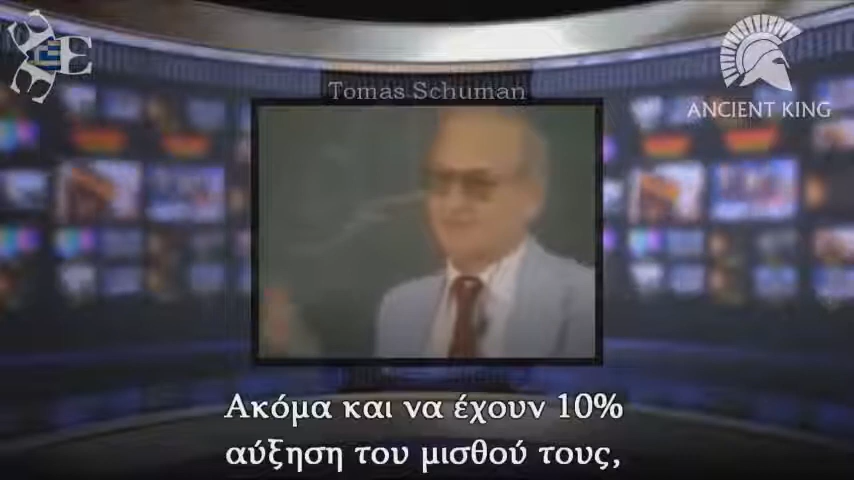 Tomas Schuman
ANCIENT KING
Ακόμα και να έχουν 10%
αύξηση του μισθού τους,